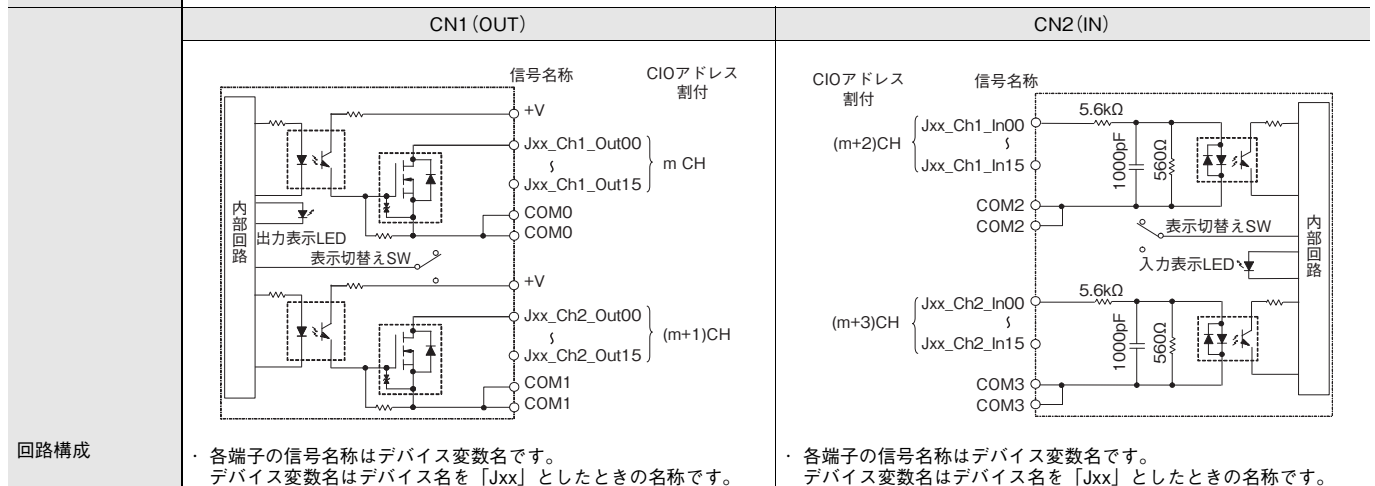 CN1(OUT)
CN2(IN)
回路構成
信号名称
CIOアドレス
割付
+V
Jxx_Ch1_Out00
〜
Jxx_Ch1_Out15
m CH
COM0
COM0
内部回路
出力表示LED
表示切替えSW
+V
Jxx_Ch2_Out00
〜
Jxx_Ch2_Out15
(m+1)CH
COM1
COM1
・ 各端子の信号名称はデバイス変数名です。
デバイス変数名はデバイス名を「Jxx」としたときの名称です。
CIOアドレス
割付
信号名称
(m+2)CH
Jxx_Ch1_In00
〜
Jxx_Ch1_In15
5.6kΩ
1000pF
560Ω
COM2
COM2
表示切替えSW
入力表示LED
内部回路
(m+3)CH
Jxx_Ch2_In00
〜
Jxx_Ch2_In15
5.6kΩ
1000pF
560Ω
COM3
COM3
・ 各端子の信号名称はデバイス変数名です。
デバイス変数名はデバイス名を「Jxx」としたときの名称です。